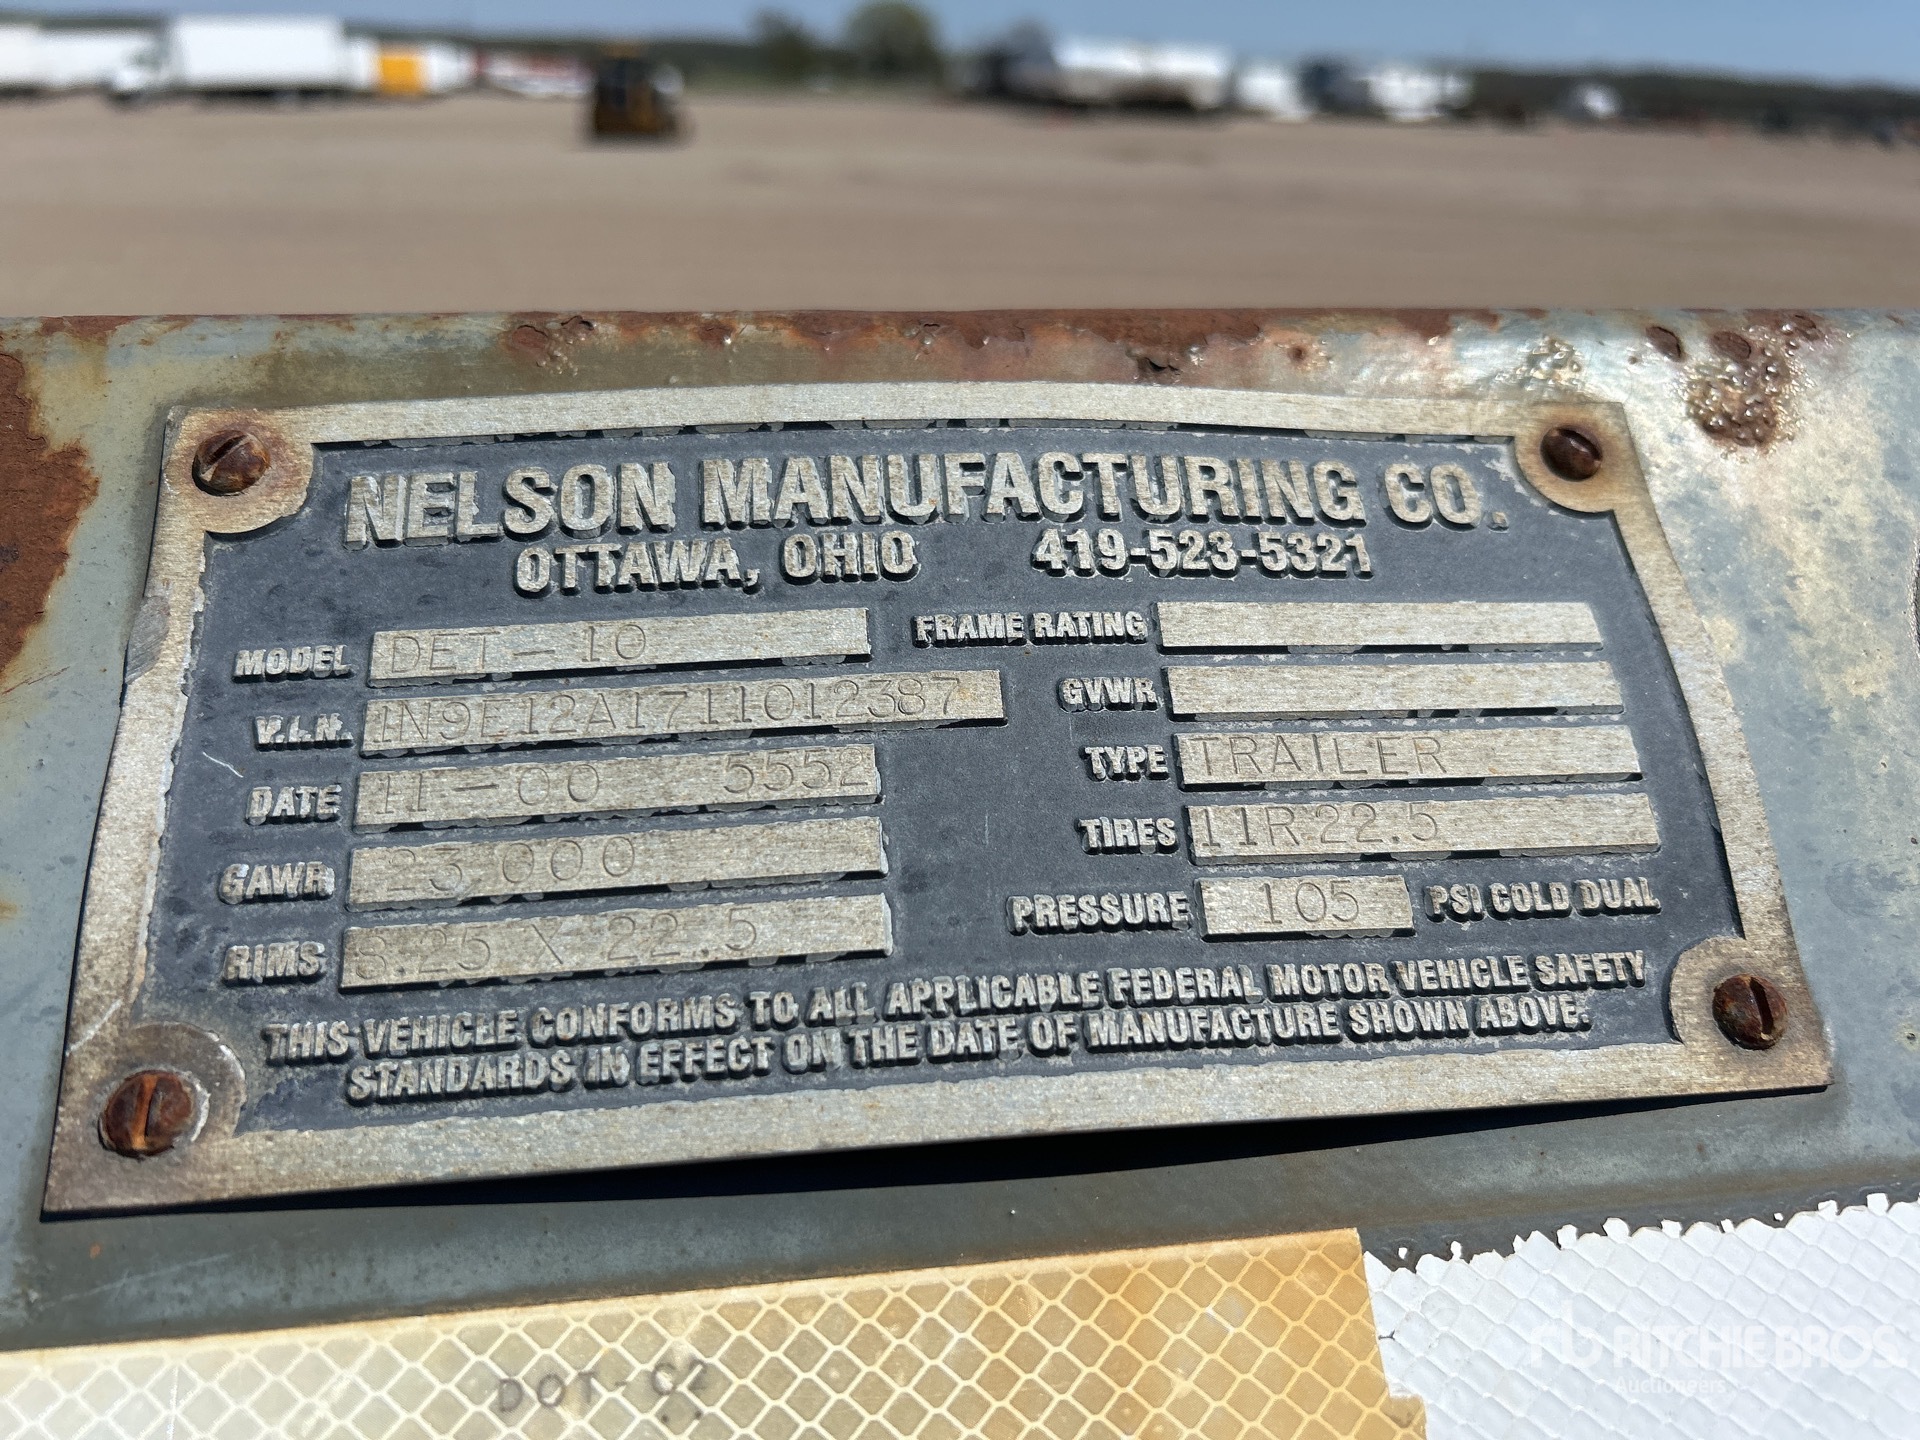 NELSON MANUFACTURING CO.
OTTAWA, OHIO 419-523-5321
MODEL DET-10 FRAME RATING
V.I.N. 1N9E12A1711012387 GVWR
DATE 11-00 5552 TYPE TRAILER
GAWR 23 000 TIRES 11R22.5
RIMS 8.25 X 22.5 PRESSURE 105 PSI COLD DUAL
THIS VEHICLE CONFORMS TO ALL APPLICABLE FEDERAL MOTOR VEHICLE SAFETY
STANDARDS IN EFFECT ON THE DATE OF MANUFACTURE SHOWN ABOVE.
DOT-C2
rb RITCHIE BROS.
Auctioneers